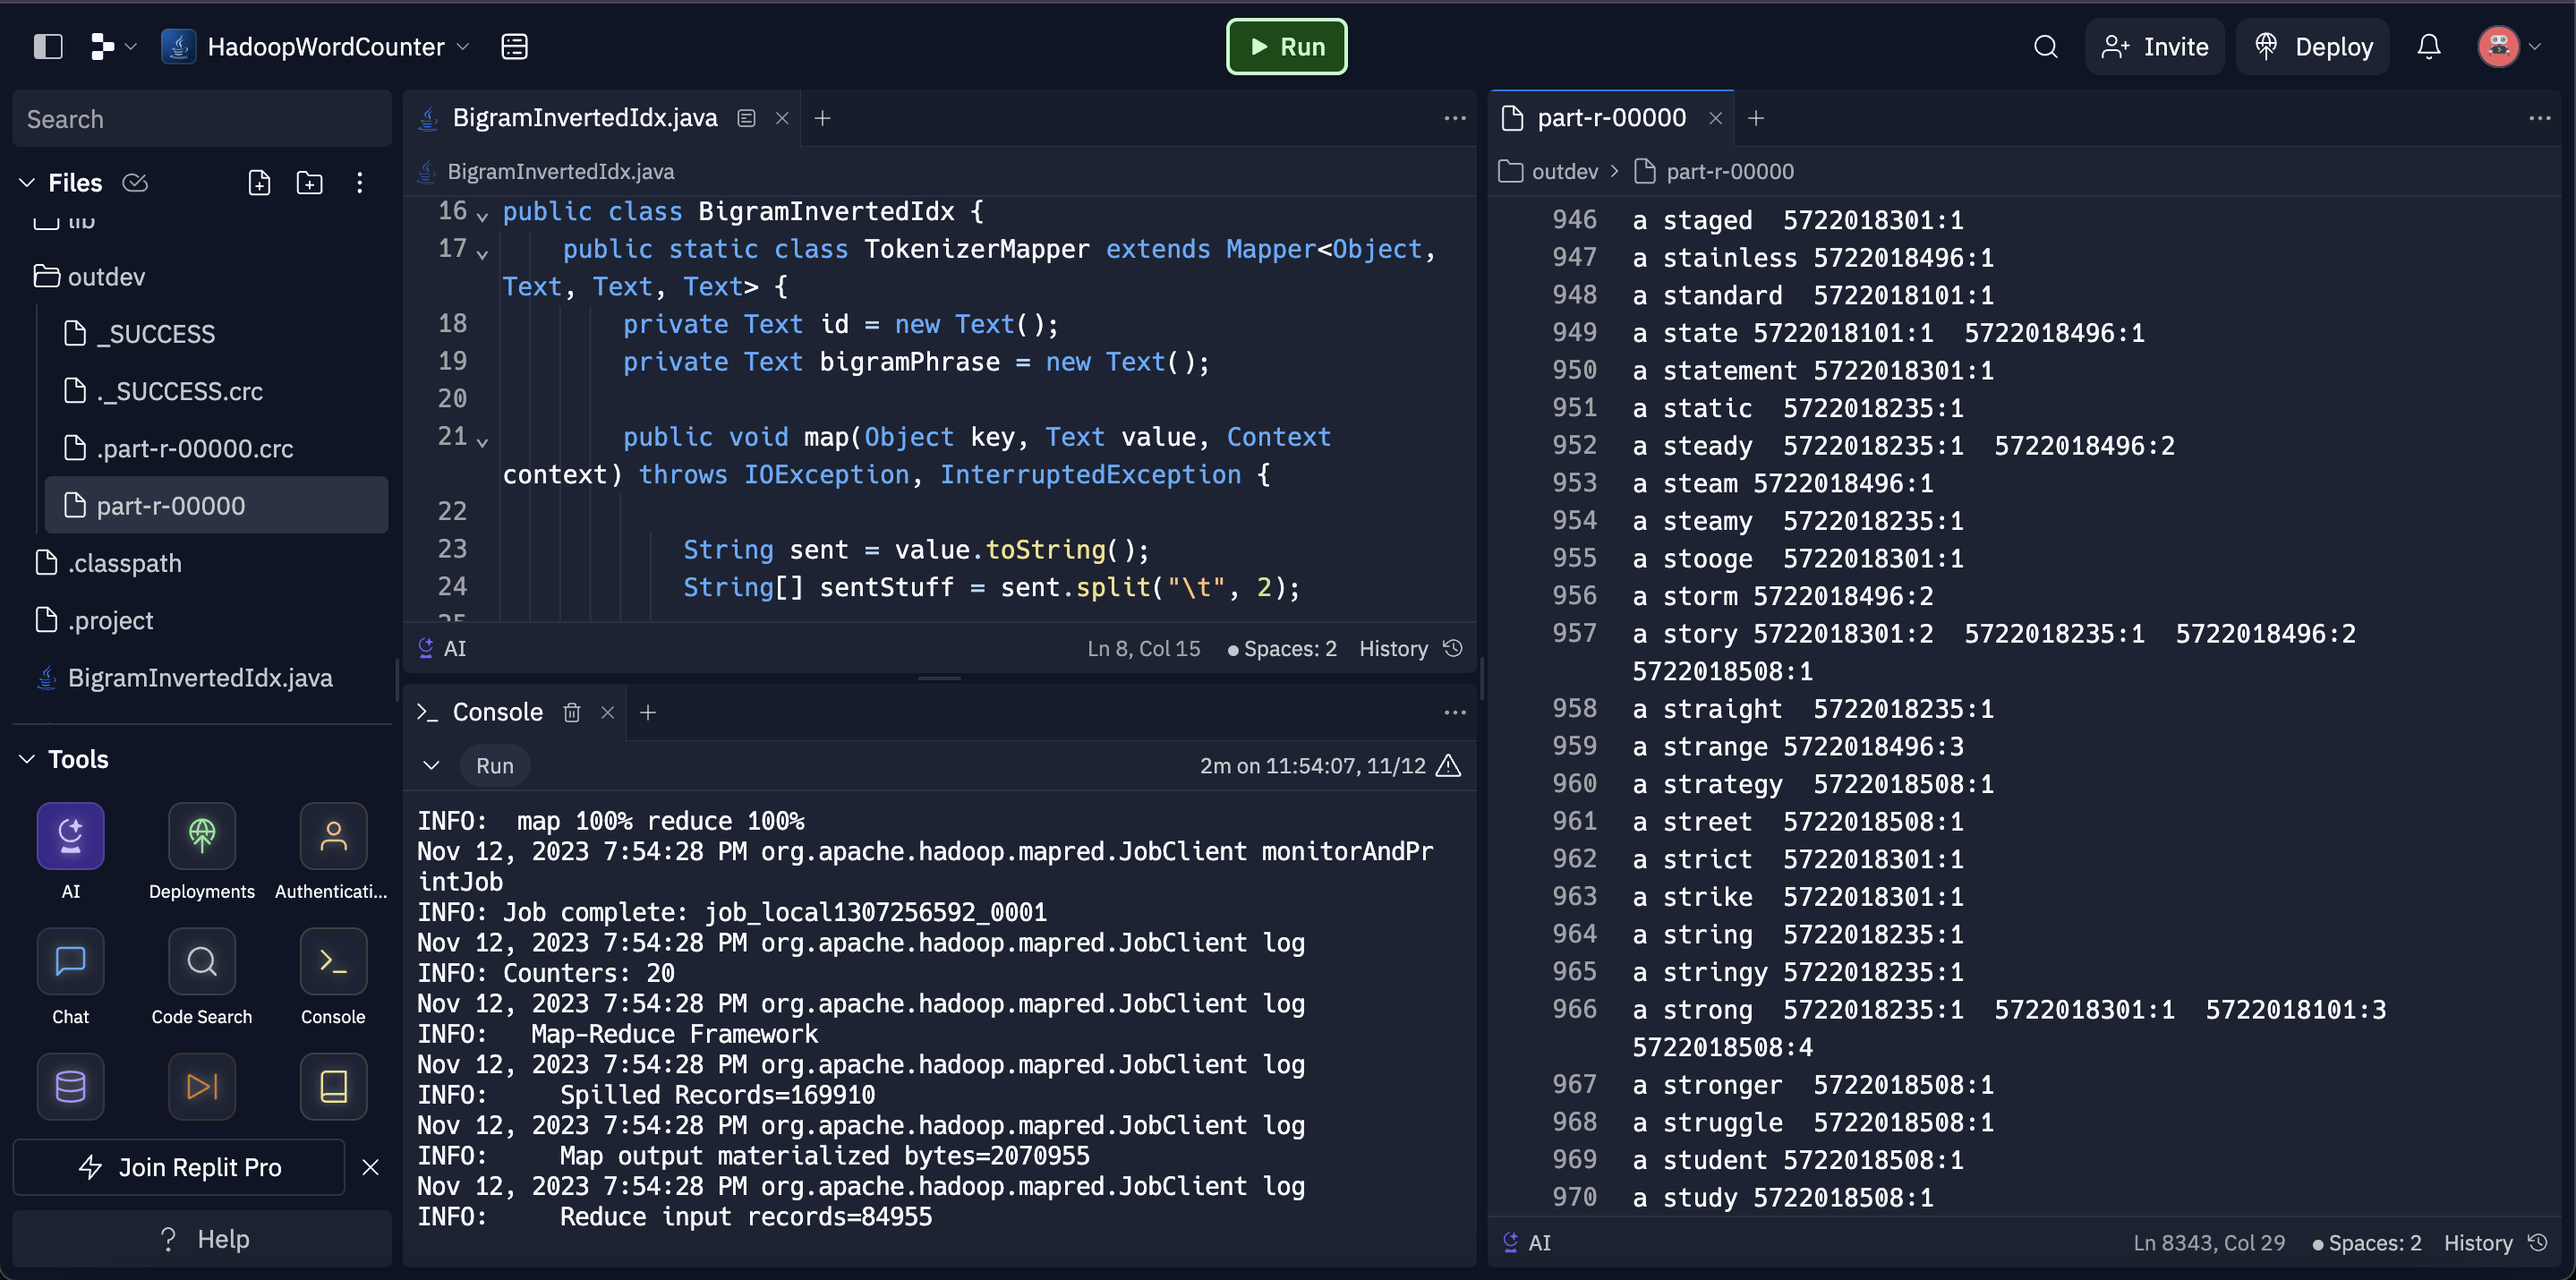 HadoopWordCounter
Run
Invite
Deploy
Search
Files
lib
outdev
_SUCCESS
._SUCCESS.crc
.part-r-00000.crc
part-r-00000
.classpath
.project
BigramInvertedIdx.java
Tools
AI
Deployments
Authenticati...
Chat
Code Search
Console
Join Replit Pro
? Help
BigramInvertedIdx.java
BigramInvertedIdx.java
16 public class BigramInvertedIdx {
17 public static class TokenizerMapper extends Mapper<Object,
Text, Text, Text> {
18 private Text id = new Text();
19 private Text bigramPhrase = new Text();
20
21 public void map(Object key, Text value, Context
context) throws IOException, InterruptedException {
22
23 String sent = value.toString();
24 String[] sentStuff = sent.split("\t", 2);
25
AI
Ln 8, Col 15
Spaces: 2
History
>_ Console
Run
2m on 11:54:07, 11/12
INFO:  map 100% reduce 100%
Nov 12, 2023 7:54:28 PM org.apache.hadoop.mapred.JobClient monitorAndPr
intJob
INFO: Job complete: job_local1307256592_0001
Nov 12, 2023 7:54:28 PM org.apache.hadoop.mapred.JobClient log
INFO: Counters: 20
Nov 12, 2023 7:54:28 PM org.apache.hadoop.mapred.JobClient log
INFO:   Map-Reduce Framework
Nov 12, 2023 7:54:28 PM org.apache.hadoop.mapred.JobClient log
INFO:     Spilled Records=169910
Nov 12, 2023 7:54:28 PM org.apache.hadoop.mapred.JobClient log
INFO:     Map output materialized bytes=2070955
Nov 12, 2023 7:54:28 PM org.apache.hadoop.mapred.JobClient log
INFO:     Reduce input records=84955
part-r-00000
outdev > part-r-00000
946 a staged 5722018301:1
947 a stainless 5722018496:1
948 a standard 5722018101:1
949 a state 5722018101:1 5722018496:1
950 a statement 5722018301:1
951 a static 5722018235:1
952 a steady 5722018235:1 5722018496:2
953 a steam 5722018496:1
954 a steamy 5722018235:1
955 a stooge 5722018301:1
956 a storm 5722018496:2
957 a story 5722018301:2 5722018235:1 5722018496:2
5722018508:1
958 a straight 5722018235:1
959 a strange 5722018496:3
960 a strategy 5722018508:1
961 a street 5722018508:1
962 a strict 5722018301:1
963 a strike 5722018301:1
964 a string 5722018235:1
965 a stringy 5722018235:1
966 a strong 5722018235:1 5722018301:1 5722018101:3
5722018508:4
967 a stronger 5722018508:1
968 a struggle 5722018508:1
969 a student 5722018508:1
970 a study 5722018508:1
AI
Ln 8343, Col 29
Spaces: 2
History